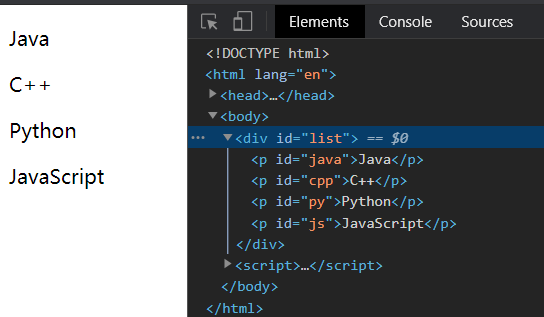 Java
C++
Python
JavaScript
Elements Console Sources
<!DOCTYPE html>
<html lang="en">
<head>…</head>
<body>
<div id="list"> == $0
<p id="java">Java</p>
<p id="cpp">C++</p>
<p id="py">Python</p>
<p id="js">JavaScript</p>
</div>
<script>…</script>
</body>
</html>